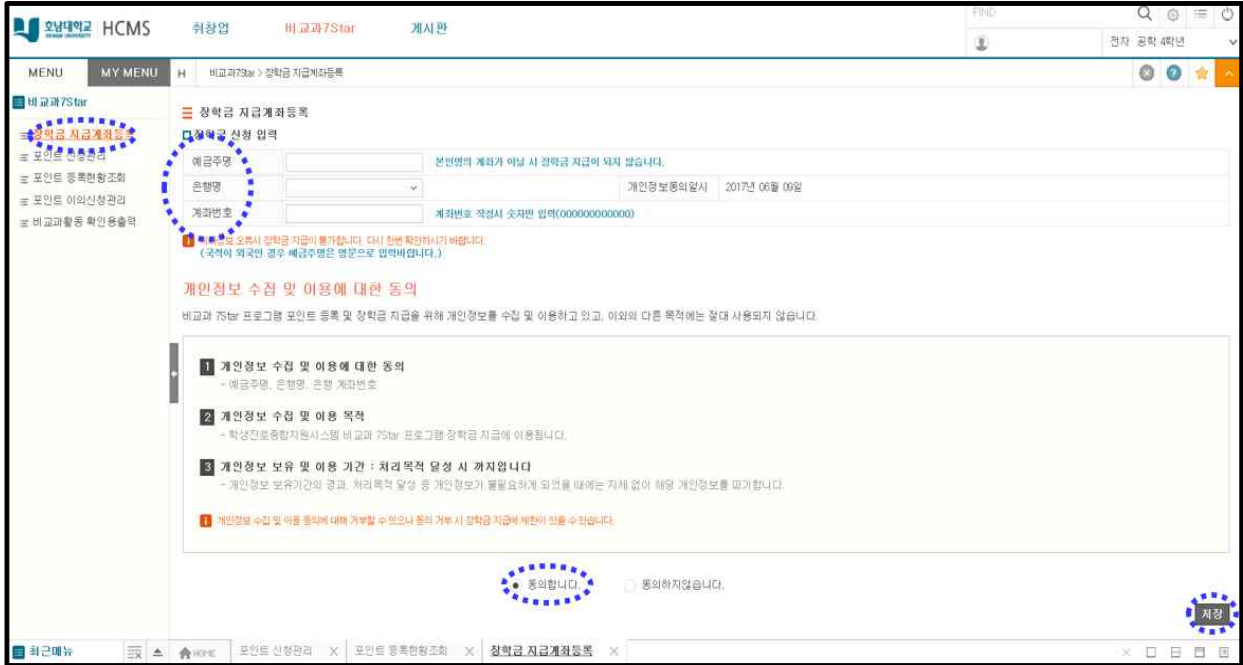 호남대학교 HCMS
취창업 비교과7Star 게시판
FIND
전자 공학 4학년
MENU MY MENU H 비교과7Star > 장학금 지급계좌등록
비교과7Star
장학금 지급계좌등록
포인트 신청관리
포인트 등록현황조회
포인트 이의신청관리
비교과활동 확인용출력
장학금 지급계좌등록
장학금 신청 입력
예금주명 본인명의 계좌가 아닐 시 장학금 지급이 되지 않습니다.
은행명 개인정보동의일시 2017년 06월 09일
계좌번호 계좌번호 작성시 숫자만 입력(000000000000)
오류시 장학금 지급이 불가합니다. 다시 한번 확인하시기 바랍니다.
(국적이 외국인 경우 예금주명은 영문으로 입력바랍니다.)
개인정보 수집 및 이용에 대한 동의
비교과 7Star 프로그램 포인트 등록 및 장학금 지급을 위해 개인정보를 수집 및 이용하고 있고, 이외의 다른 목적에는 절대 사용되지 않습니다.
1 개인정보 수집 및 이용에 대한 동의
- 예금주명, 은행명, 은행 계좌번호
2 개인정보 수집 및 이용 목적
- 학생진로종합지원시스템 비교과 7Star 프로그램 장학금 지급에 이용됩니다.
3 개인정보 보유 및 이용 기간 : 처리목적 달성 시 까지입니다
- 개인정보 보유기간의 경과, 처리목적 달성 등 개인정보가 불필요하게 되었을 때에는 지체 없이 해당 개인정보를 파기합니다.
개인정보 수집 및 이용 동의에 대해 거부할 수 있으나 동의 거부 시 장학금 지급에 제한이 있을 수 있습니다.
동의합니다. 동의하지않습니다.
저장
최근메뉴 HOME 포인트 신청관리 X 포인트 등록현황조회 X 장학금 지급계좌등록 X